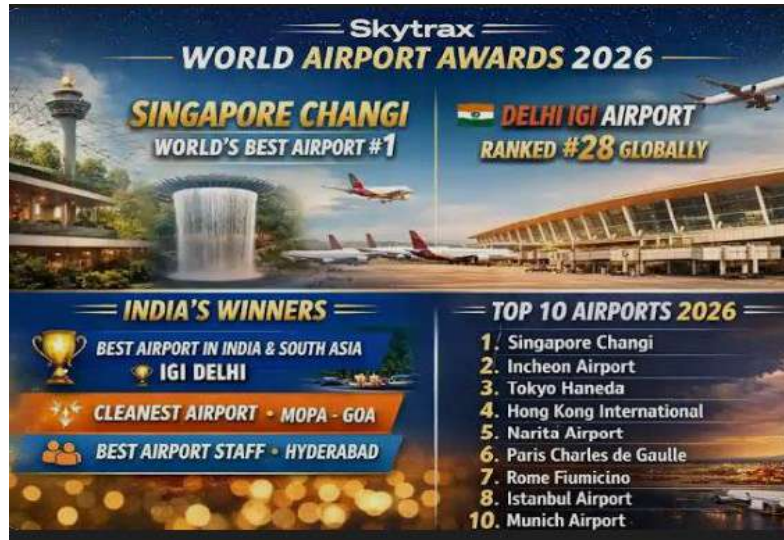 Skytrax
WORLD AIRPORT AWARDS 2026
SINGAPORE CHANGI
WORLD'S BEST AIRPORT #1
DELHI IGI AIRPORT
RANKED #28 GLOBALLY
INDIA'S WINNERS
BEST AIRPORT IN INDIA & SOUTH ASIA
IGI DELHI
CLEANEST AIRPORT • MOPA - GOA
BEST AIRPORT STAFF • HYDERABAD
TOP 10 AIRPORTS 2026
1. Singapore Changi
2. Incheon Airport
3. Tokyo Haneda
4. Hong Kong International
5. Narita Airport
6. Paris Charles de Gaulle
7. Rome Fiumicino
8. Istanbul Airport
10. Munich Airport